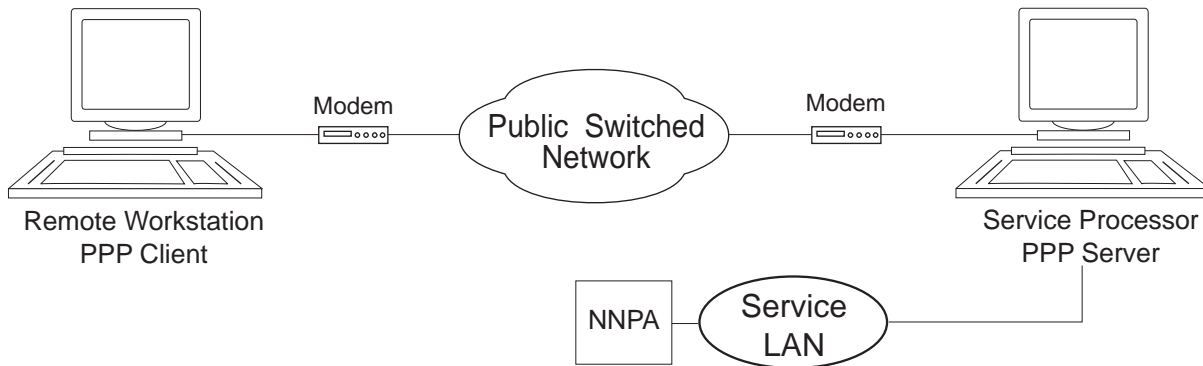 Modem
Modem
Public Switched
Network
Remote Workstation
PPP Client
Service Processor
PPP Server
NNPA
Service
LAN